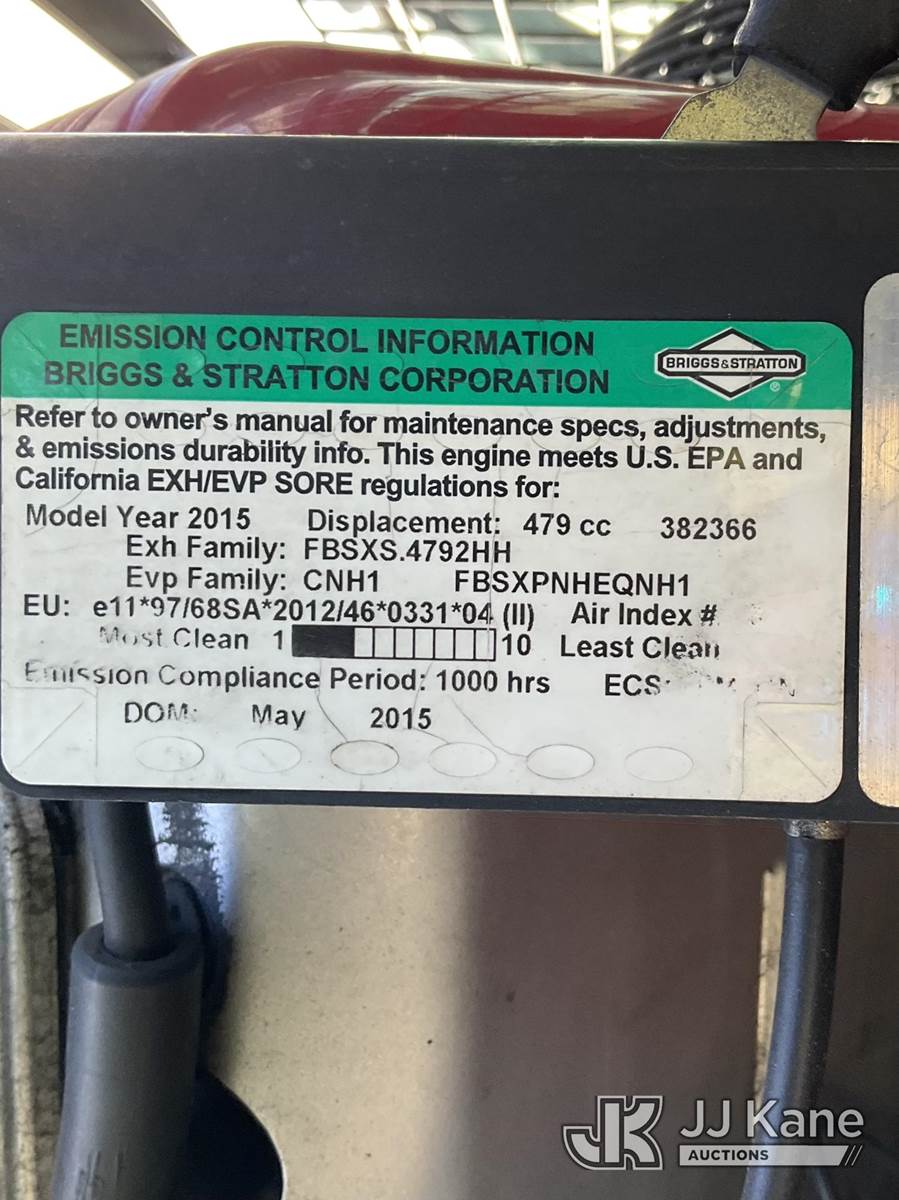 EMISSION CONTROL INFORMATION
BRIGGS & STRATTON CORPORATION
BRIGGS&STRATTON
®
Refer to owner's manual for maintenance specs, adjustments,
& emissions durability info. This engine meets U.S. EPA and
California EXH/EVP SORE regulations for:
Model Year 2015 Displacement: 479 cc 382366
Exh Family: FBSXS.4792HH
Evp Family: CNH1 FBSXPNHEQNH1
EU: e11*97/68SA*2012/46*0331*04 (II) Air Index #
Most Clean 1 10 Least Clean
Emission Compliance Period: 1000 hrs ECS:
DOM: May 2015
JK JJ Kane
AUCTIONS